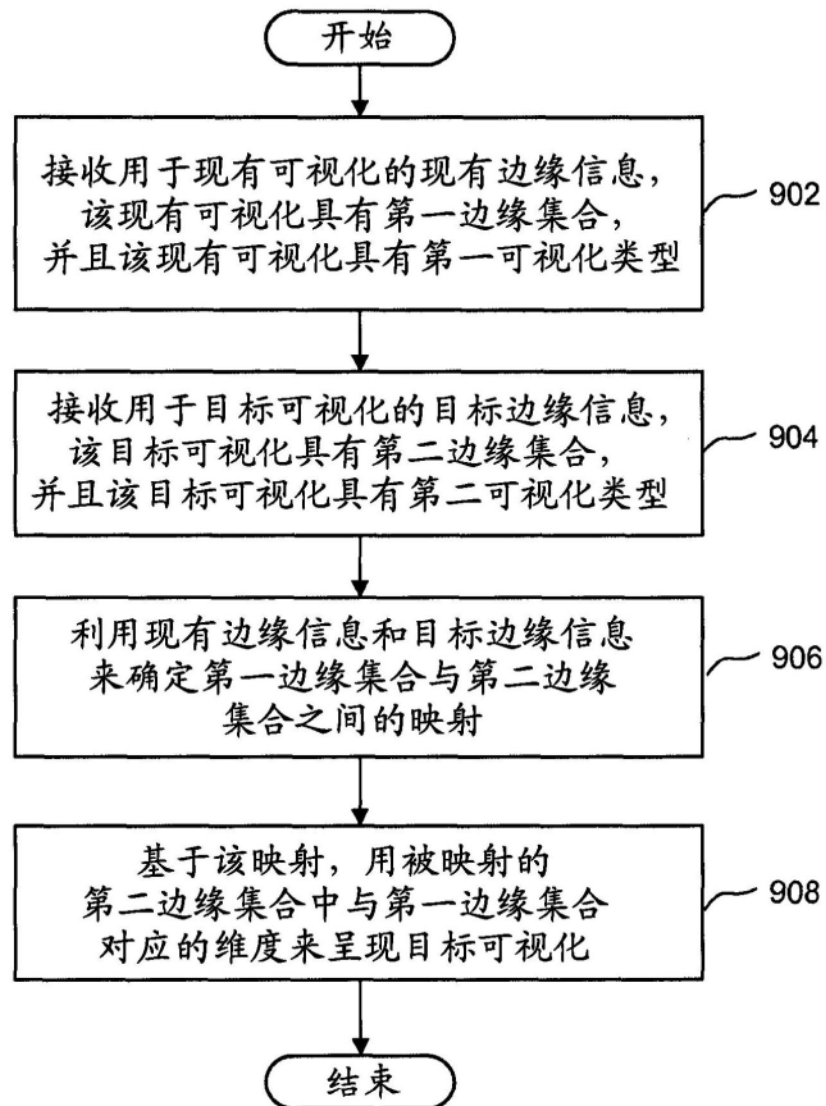 开始
接收用于现有可视化的现有边缘信息，
该现有可视化具有第一边缘集合，
并且该现有可视化具有第一可视化类型
902
接收用于目标可视化的目标边缘信息，
该目标可视化具有第二边缘集合，
并且该目标可视化具有第二可视化类型
904
利用现有边缘信息和目标边缘信息
来确定第一边缘集合与第二边缘
集合之间的映射
906
基于该映射，用被映射的
第二边缘集合中与第一边缘集合
对应的维度来呈现目标可视化
908
结束